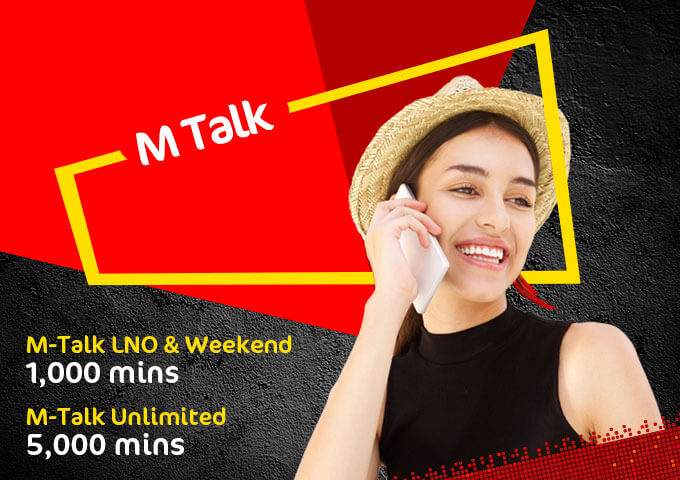 M Talk
M-Talk LNO & Weekend
1,000 mins
M-Talk Unlimited
5,000 mins